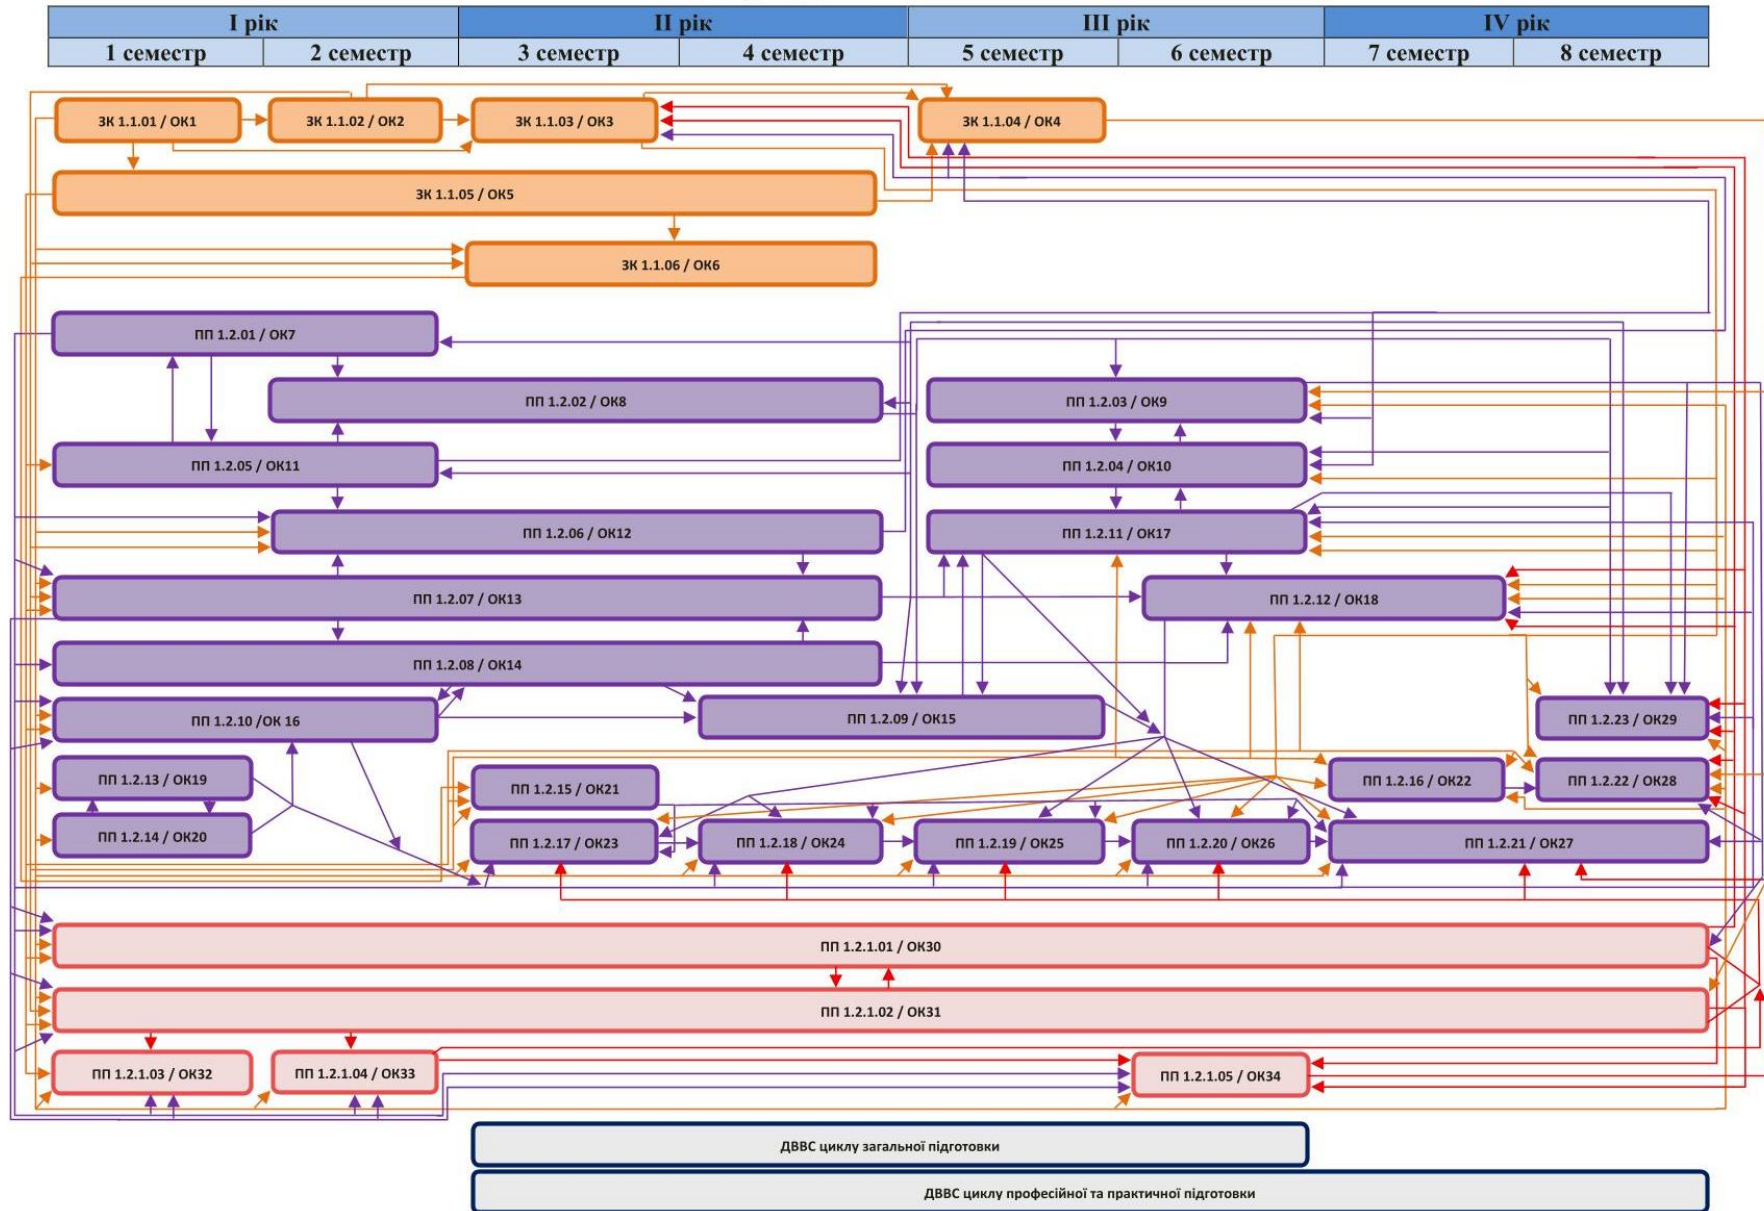 І рік
ІІ рік
ІІІ рік
IV рік
1 семестр
2 семестр
3 семестр
4 семестр
5 семестр
6 семестр
7 семестр
8 семестр
ЗК 1.1.01 / ОК1
ЗК 1.1.02 / ОК2
ЗК 1.1.03 / ОК3
ЗК 1.1.04 / ОК4
ЗК 1.1.05 / ОК5
ЗК 1.1.06 / ОК6
ПП 1.2.01 / ОК7
ПП 1.2.02 / ОК8
ПП 1.2.03 / ОК9
ПП 1.2.05 / ОК11
ПП 1.2.04 / ОК10
ПП 1.2.06 / ОК12
ПП 1.2.11 / ОК17
ПП 1.2.07 / ОК13
ПП 1.2.12 / ОК18
ПП 1.2.08 / ОК14
ПП 1.2.10 /ОК 16
ПП 1.2.09 / ОК15
ПП 1.2.23 / ОК29
ПП 1.2.13 / ОК19
ПП 1.2.15 / ОК21
ПП 1.2.16 / ОК22
ПП 1.2.22 / ОК28
ПП 1.2.14 / ОК20
ПП 1.2.17 / ОК23
ПП 1.2.18 / ОК24
ПП 1.2.19 / ОК25
ПП 1.2.20 / ОК26
ПП 1.2.21 / ОК27
ПП 1.2.1.01 / ОК30
ПП 1.2.1.02 / ОК31
ПП 1.2.1.03 / ОК32
ПП 1.2.1.04 / ОК33
ПП 1.2.1.05 / ОК34
ДВВС циклу загальної підготовки
ДВВС циклу професійної та практичної підготовки